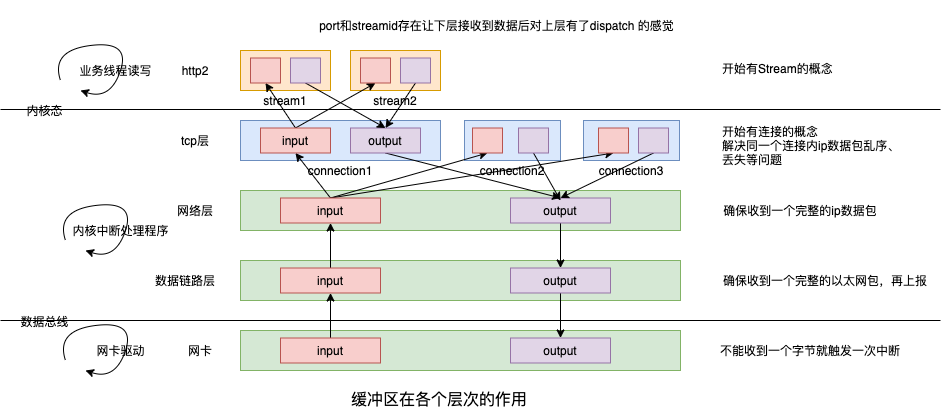 port和streamid存在让下层接收到数据后对上层有了dispatch 的感觉
业务线程读写
http2
开始有Stream的概念
stream1
stream2
内核态
tcp层
input
output
开始有连接的概念
解决同一个连接内ip数据包乱序、
丢失等问题
connection1
connection2
connection3
网络层
input
output
确保收到一个完整的ip数据包
内核中断处理程序
数据链路层
input
output
确保收到一个完整的以太网包，再上报
数据总线
网卡驱动
网卡
input
output
不能收到一个字节就触发一次中断
缓冲区在各个层次的作用